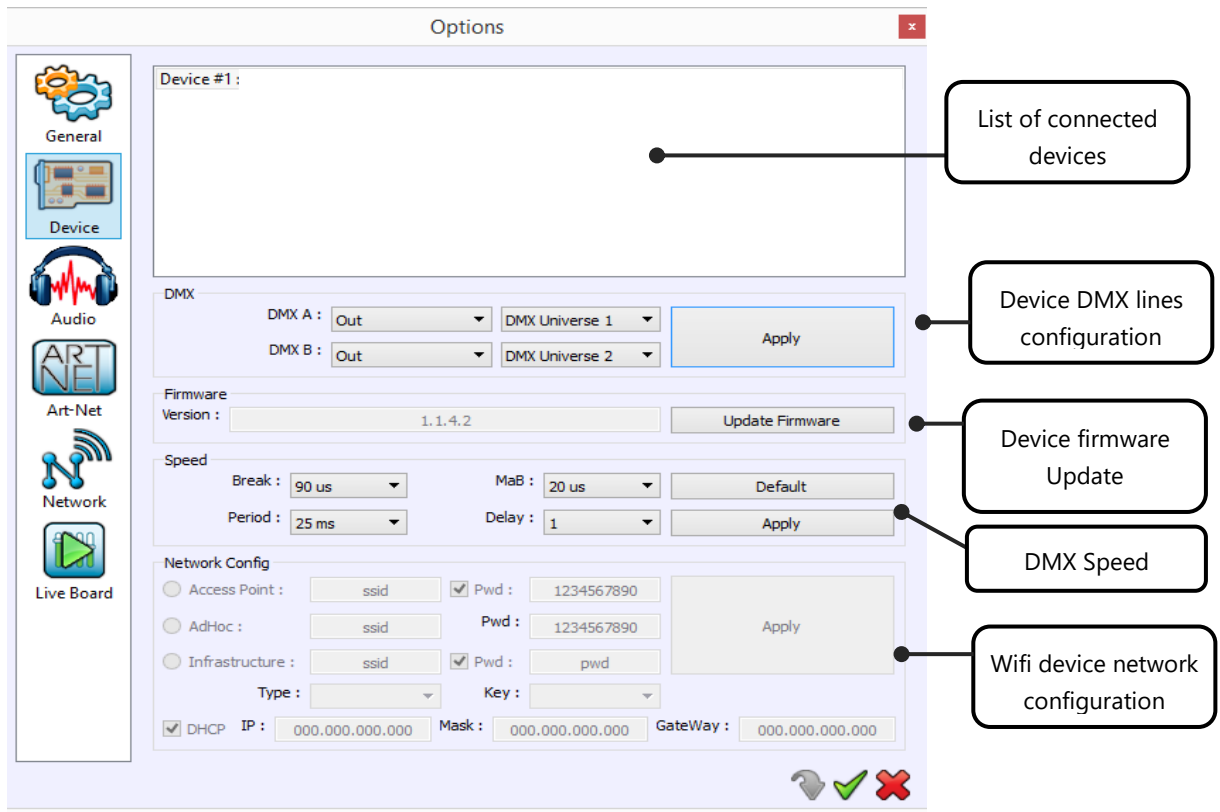 Options
x
General
Device
Audio
ART
NET
Art-Net
Network
Live Board
Device #1 :
DMX
DMX A : Out DMX Universe 1
DMX B : Out DMX Universe 2
Apply
Firmware
Version : 1.1.4.2 Update Firmware
Speed
Break : 90 us MaB : 20 us Default
Period : 25 ms Delay : 1 Apply
Network Config
Access Point : ssid Pwd : 1234567890
AdHoc : ssid Pwd : 1234567890
Apply
Infrastructure : ssid Pwd : pwd
Type : Key :
DHCP IP : 000.000.000.000 Mask : 000.000.000.000 GateWay : 000.000.000.000
List of connected
devices
Device DMX lines
configuration
Device firmware
Update
DMX Speed
Wifi device network
configuration